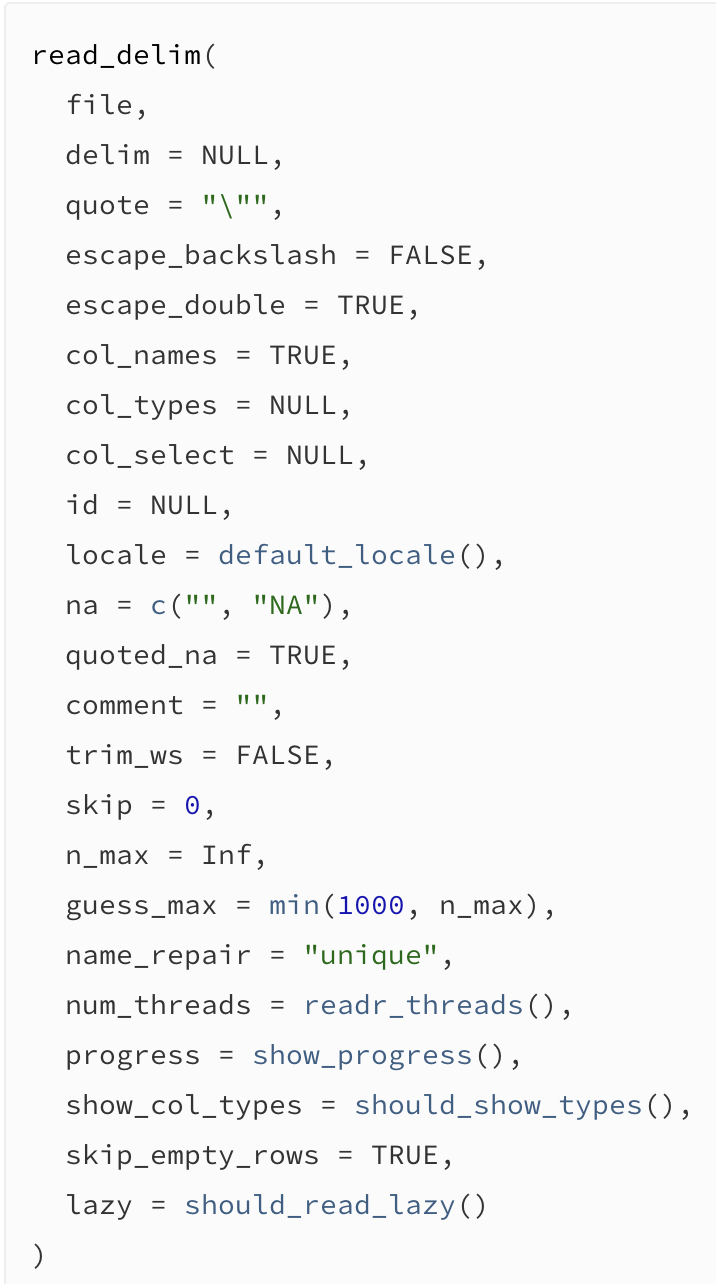 read_delim(
  file,
  delim = NULL,
  quote = "\"",
  escape_backslash = FALSE,
  escape_double = TRUE,
  col_names = TRUE,
  col_types = NULL,
  col_select = NULL,
  id = NULL,
  locale = default_locale(),
  na = c("", "NA"),
  quoted_na = TRUE,
  comment = "",
  trim_ws = FALSE,
  skip = 0,
  n_max = Inf,
  guess_max = min(1000, n_max),
  name_repair = "unique",
  num_threads = readr_threads(),
  progress = show_progress(),
  show_col_types = should_show_types(),
  skip_empty_rows = TRUE,
  lazy = should_read_lazy()
)